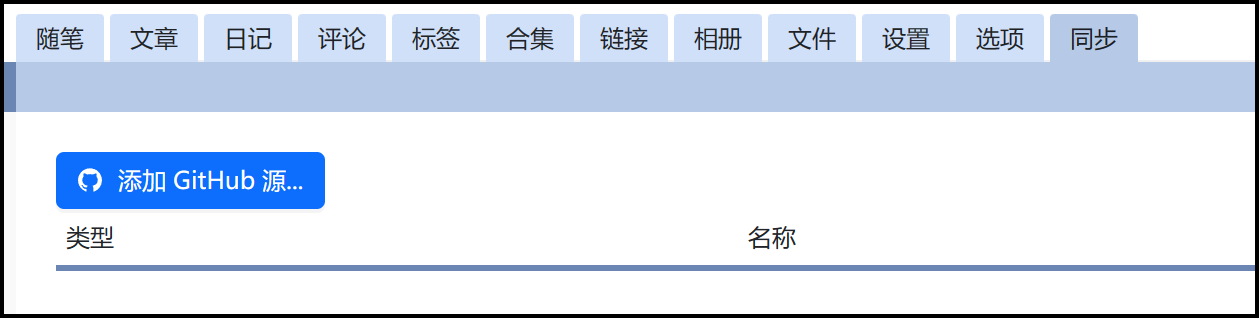 随笔 文章 日记 评论 标签 合集 链接 相册 文件 设置 选项 同步
添加 GitHub 源...
类型 名称